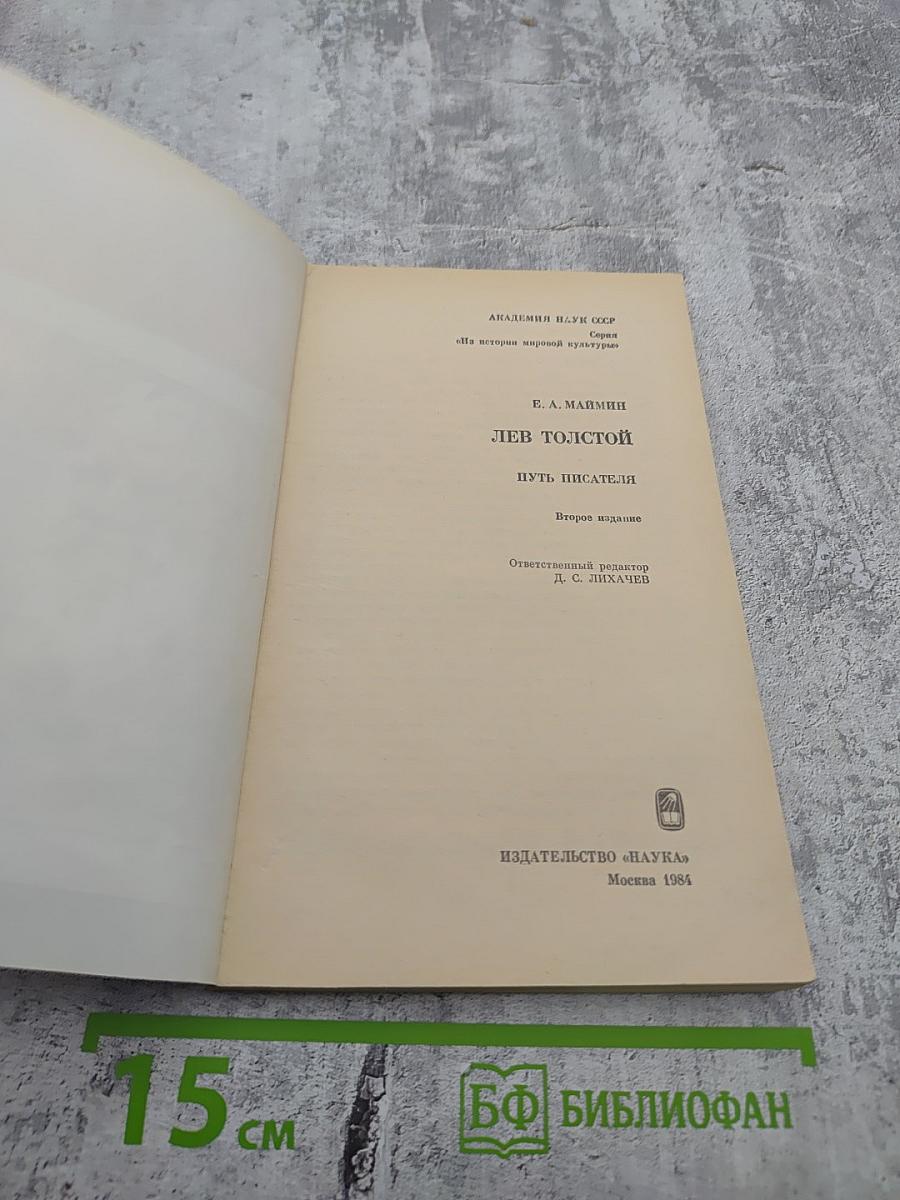 АКАДЕМИЯ НАУК СССР
Серия
«Из истории мировой культуры»
Е. А. МАЙМИН
ЛЕВ ТОЛСТОЙ
ПУТЬ ПИСАТЕЛЯ
Второе издание
Ответственный редактор
Д. С. ЛИХАЧЕВ
ИЗДАТЕЛЬСТВО «НАУКА»
Москва 1984
15 см
БФ БИБЛИОФАН